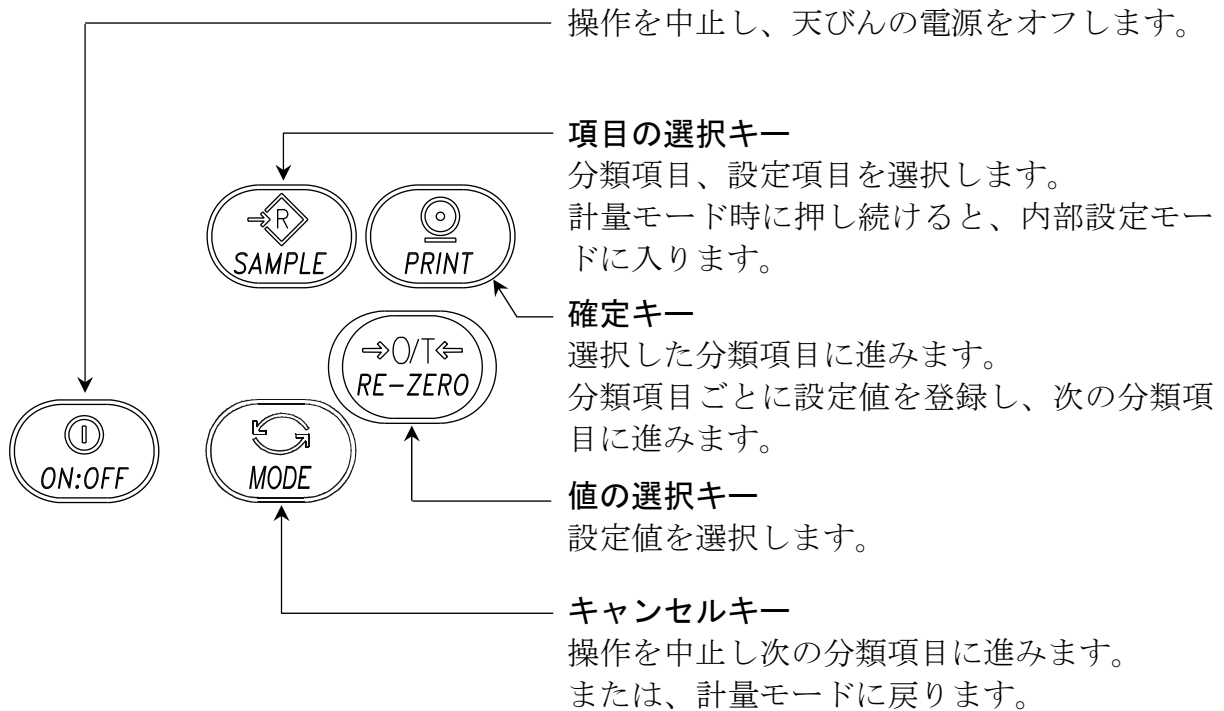 操作を中止し、天びんの電源をオフします。
項目の選択キー
分類項目、設定項目を選択します。
計量モード時に押し続けると、内部設定モー
ドに入ります。
R
SAMPLE
PRINT
確定キー
選択した分類項目に進みます。
分類項目ごとに設定値を登録し、次の分類項
目に進みます。
→O/T←
RE-ZERO
ON:OFF
MODE
値の選択キー
設定値を選択します。
キャンセルキー
操作を中止し次の分類項目に進みます。
または、計量モードに戻ります。